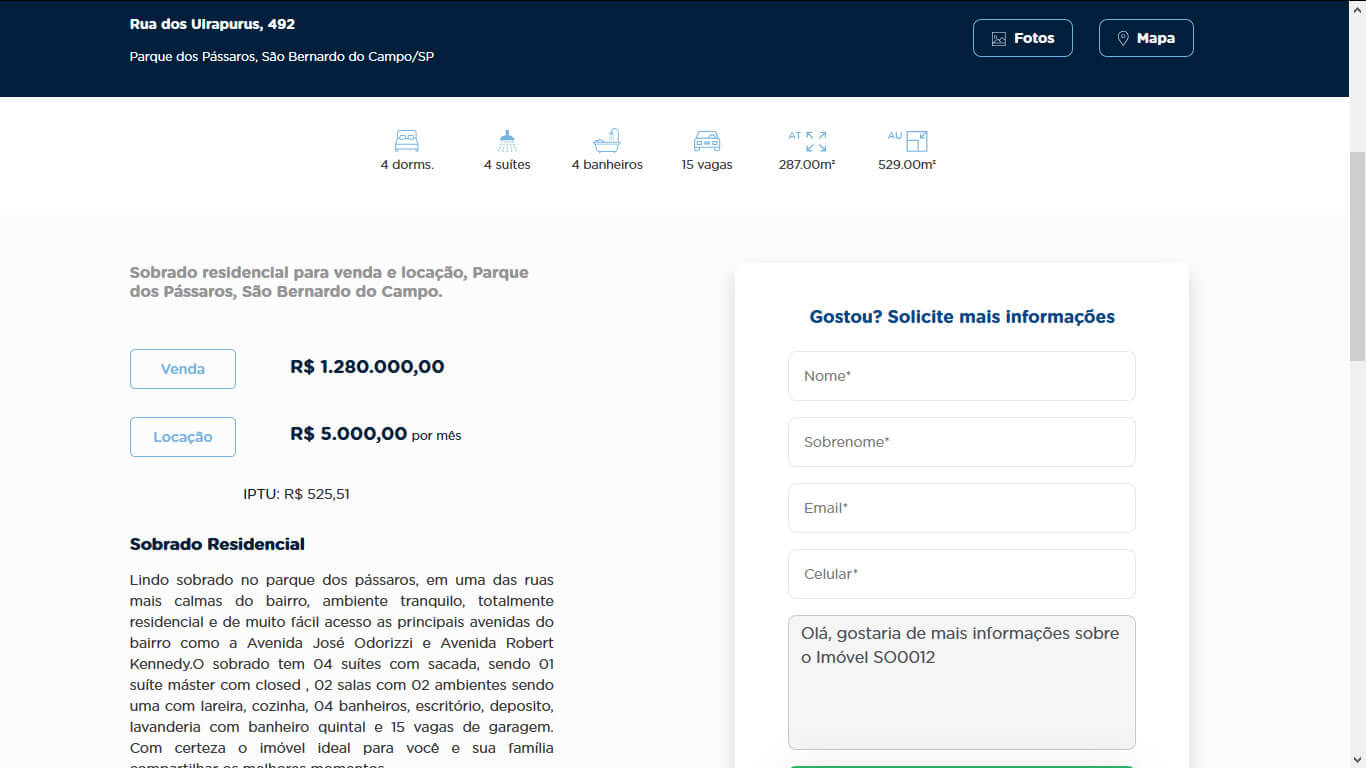 Rua dos UIrapurus, 492
Parque dos Pássaros, São Bernardo do Campo/SP
Fotos
Mapa
AT
AU
4 dorms.
4 suítes
4 banheiros
15 vagas
287.00m²
529.00m²
Sobrado residencial para venda e locação, Parque
dos Pássaros, São Bernardo do Campo.
Venda
R$ 1.280.000,00
Locação
R$ 5.000,00 por mês
IPTU: R$ 525,51
Sobrado Residencial
Lindo sobrado no parque dos pássaros, em uma das ruas
mais calmas do bairro, ambiente tranquilo, totalmente
residencial e de muito fácil acesso as principais avenidas do
bairro como a Avenida José Odorizzi e Avenida Robert
Kennedy.O sobrado tem 04 suítes com sacada, sendo 01
suíte máster com closed , 02 salas com 02 ambientes sendo
uma com lareira, cozinha, 04 banheiros, escritório, deposito,
lavanderia com banheiro quintal e 15 vagas de garagem.
Com certeza o imóvel ideal para você e sua família
compartilhar os melhores momentos
Gostou? Solicite mais informações
Nome*
Sobrenome*
Email*
Celular*
Olá, gostaria de mais informações sobre
o Imóvel SO0012